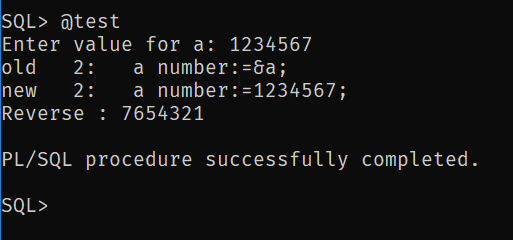 SQL> @test
Enter value for a: 1234567
old   2:   a number:=&a;
new   2:   a number:=1234567;
Reverse : 7654321
PL/SQL procedure successfully completed.
SQL>